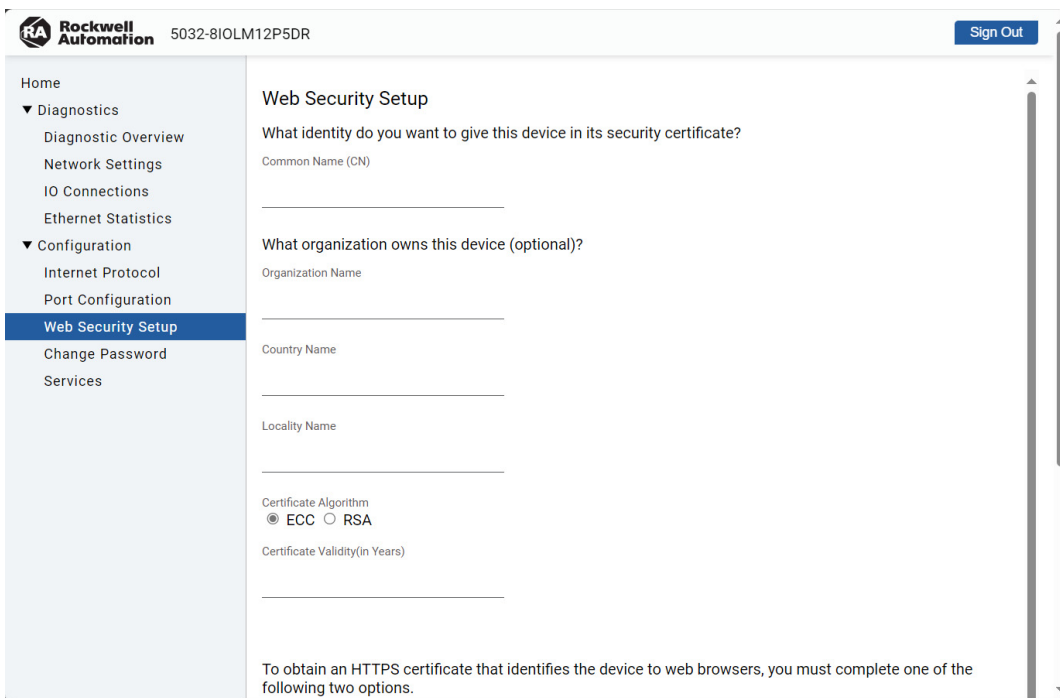 RA Rockwell Automation 5032-8IOLM12P5DR Sign Out
Home
▼ Diagnostics
Diagnostic Overview
Network Settings
IO Connections
Ethernet Statistics
▼ Configuration
Internet Protocol
Port Configuration
Web Security Setup
Change Password
Services
Web Security Setup
What identity do you want to give this device in its security certificate?
Common Name (CN)
What organization owns this device (optional)?
Organization Name
Country Name
Locality Name
Certificate Algorithm
ECC RSA
Certificate Validity(in Years)
To obtain an HTTPS certificate that identifies the device to web browsers, you must complete one of the
following two options.